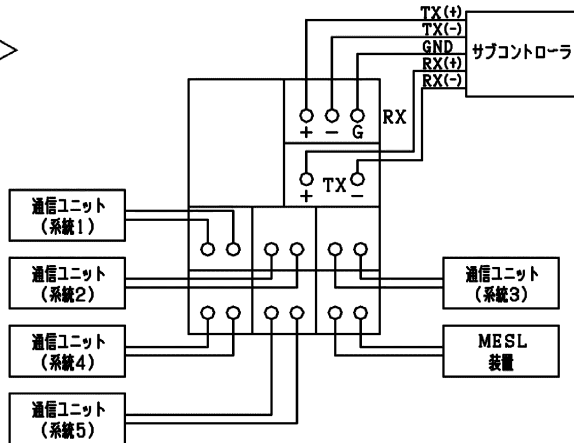 TX(+)
TX(-)
GND
RX(+)
RX(-)
サブコントローラ
+ − G
RX
+ TX −
通信ユニット
(系統1)
通信ユニット
(系統2)
通信ユニット
(系統3)
通信ユニット
(系統4)
MESL
装置
通信ユニット
(系統5)